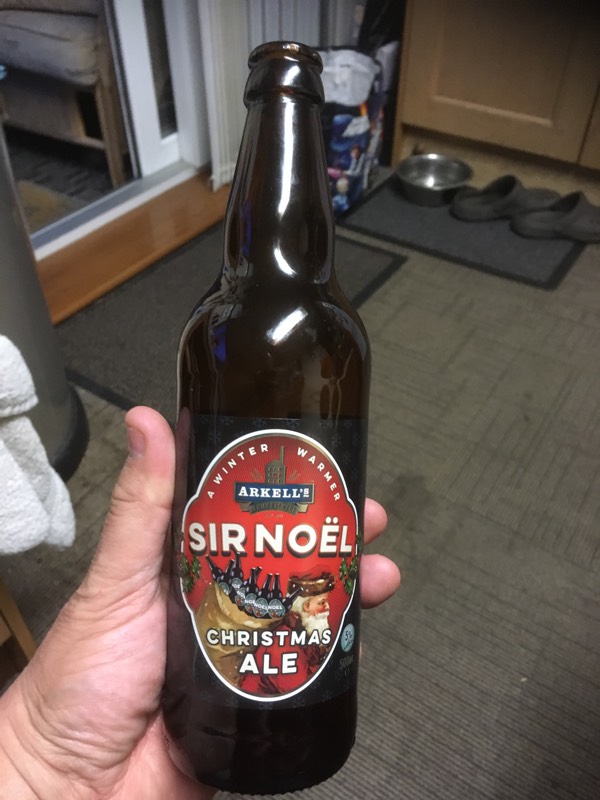 A WINTER WARMER
ARKELL'S
SIR NOËL
CHRISTMAS
ALE